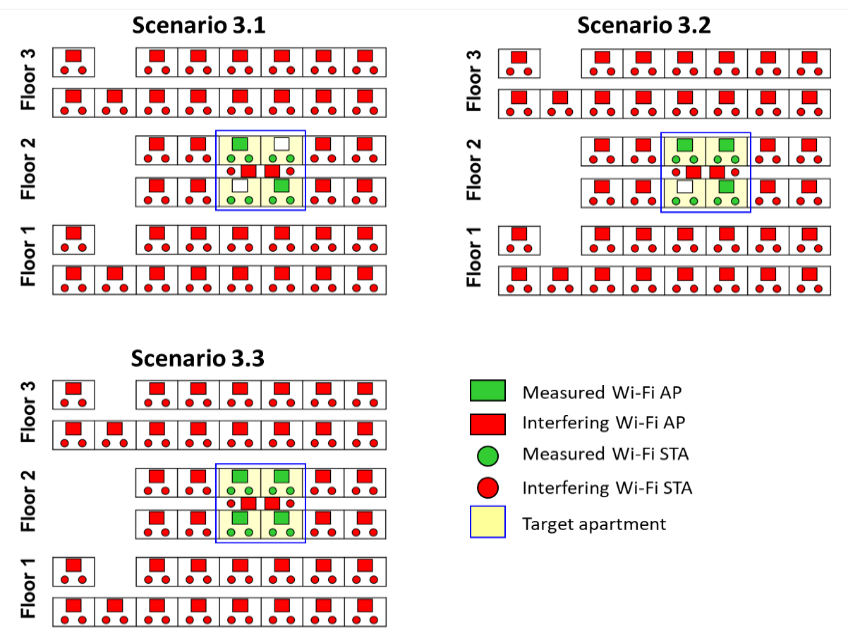 Scenario 3.1
Scenario 3.2
Floor 3
Floor 2
Floor 1
Floor 3
Floor 2
Floor 1
Scenario 3.3
Floor 3
Floor 2
Floor 1
Measured Wi-Fi AP
Interfering Wi-Fi AP
Measured Wi-Fi STA
Interfering Wi-Fi STA
Target apartment